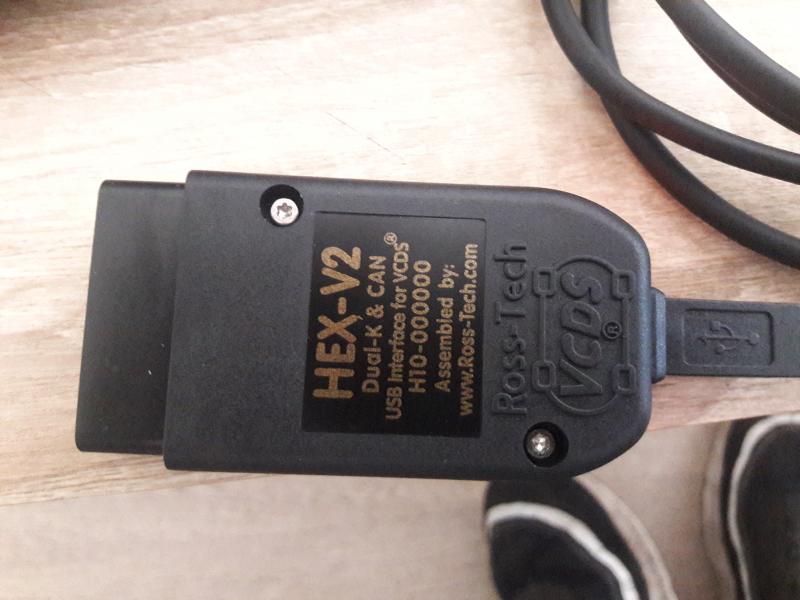 HEX-V2
Dual-K & CAN
USB Interface for VCDS®
H10-000000
Assembled by:
www.Ross-Tech.com
Ross-Tech
VCDS®